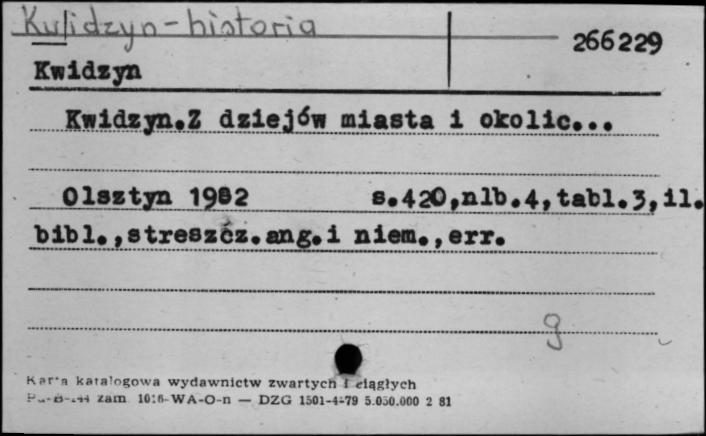 Kwidzyn - historia
266229
Kwidzyn
Kwidzyn.Z dziejów miasta i okolic...
Olsztyn 1982 s.420,nlb.4,tabl.3,il.
bibl.,streszcz.ang.i niem.,err.
g
Karta katalogowa wydawnictw zwartych i ciągłych
zam. WA-O-n — DZG 1501-4-79 5.050.000 2 81